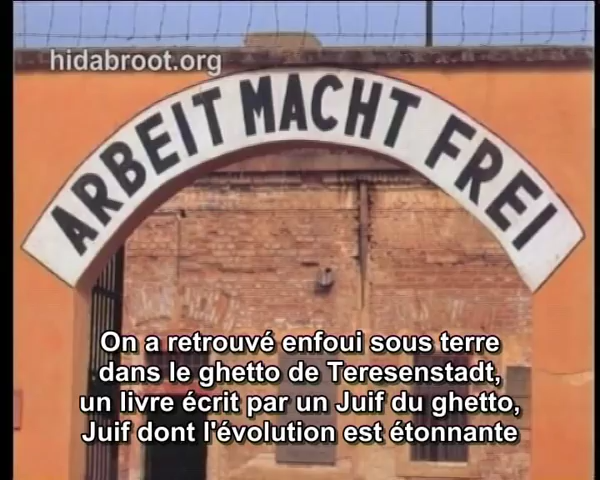 hidabroot.org
ARBEIT MACHT FREI
On a retrouvé enfoui sous terre
dans le ghetto de Teresenstadt,
un livre écrit par un Juif du ghetto,
Juif dont l'évolution est étonnante